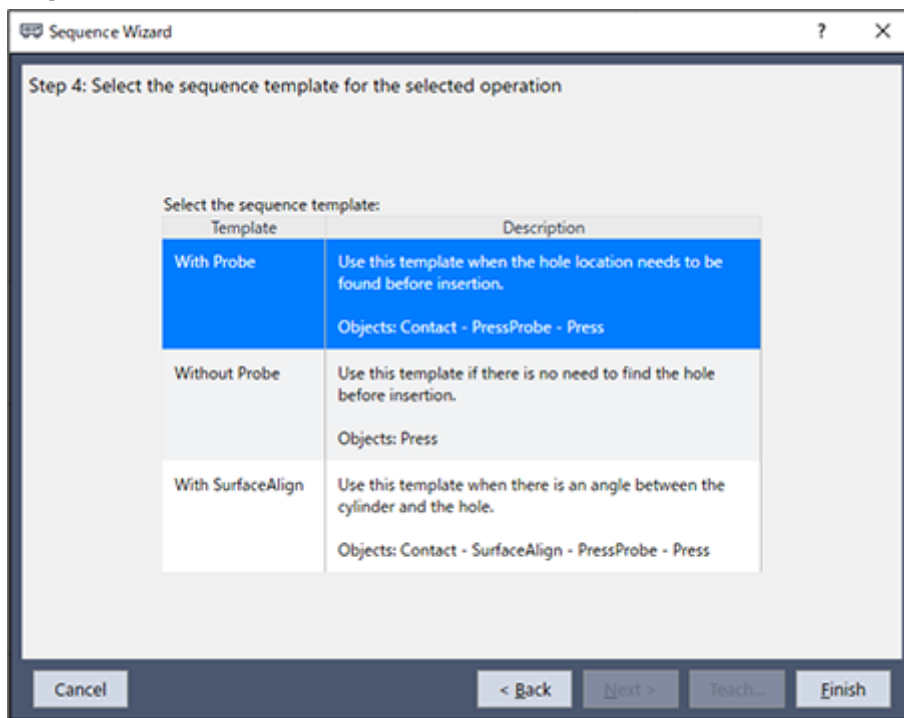 Sequence Wizard
?
Step 4: Select the sequence template for the selected operation
Select the sequence template:
Template Description
With Probe Use this template when the hole location needs to be
found before insertion.
Objects: Contact - PressProbe - Press
Without Probe Use this template if there is no need to find the hole
before insertion.
Objects: Press
With SurfaceAlign Use this template when there is an angle between the
cylinder and the hole.
Objects: Contact - SurfaceAlign - PressProbe - Press
Cancel < Back Next > Teach... Finish